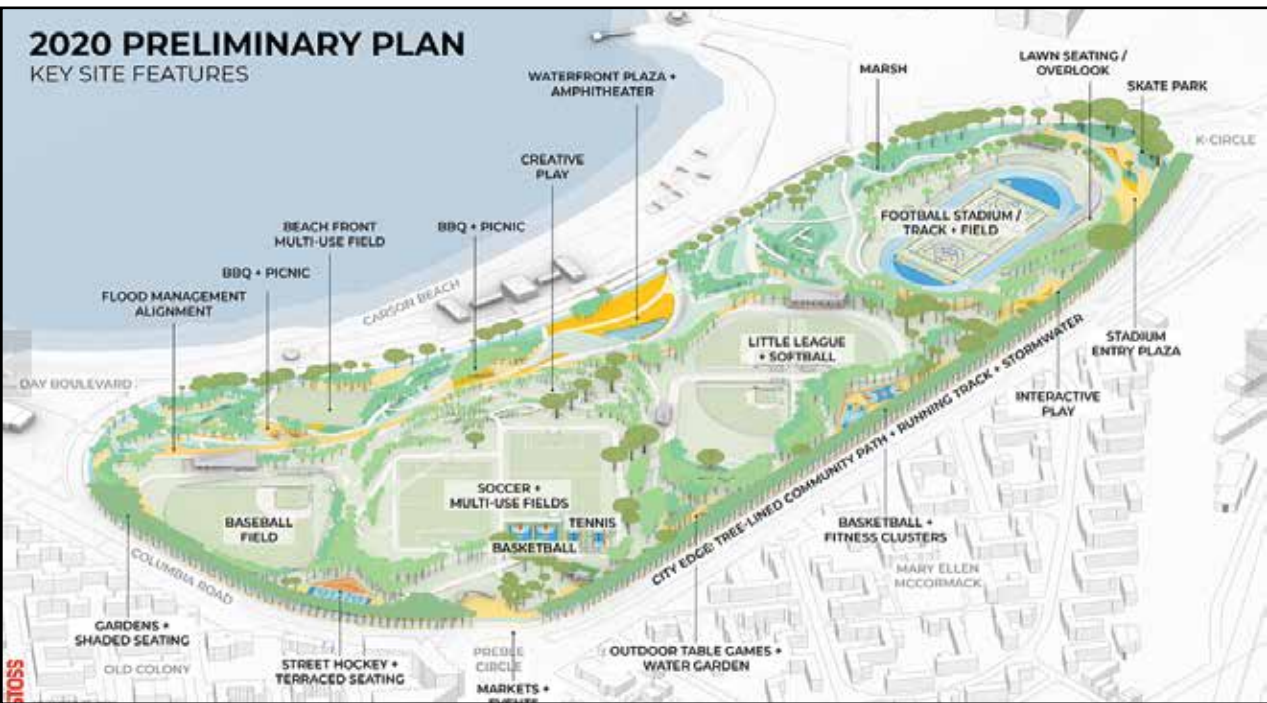 2020 PRELIMINARY PLAN
KEY SITE FEATURES
WATERFRONT PLAZA +
AMPHITHEATER
MARSH
LAWN SEATING /
OVERLOOK
SKATE PARK
K-CIRCLE
CREATIVE
PLAY
BEACH FRONT
MULTI-USE FIELD
BBQ + PICNIC
BBQ + PICNIC
FLOOD MANAGEMENT
ALIGNMENT
CARSON BEACH
FOOTBALL STADIUM /
TRACK + FIELD
DAY BOULEVARD
LITTLE LEAGUE
+ SOFTBALL
STADIUM
ENTRY PLAZA
INTERACTIVE
PLAY
SOCCER +
MULTI-USE FIELDS
BASEBALL
FIELD
TENNIS
BASKETBALL
CITY EDGE: TREE-LINED COMMUNITY PATH + RUNNING TRACK + STORMWATER
BASKETBALL +
FITNESS CLUSTERS
MARY ELLEN
MCCORMACK
COLUMBIA ROAD
GARDENS +
SHADED SEATING
OLD COLONY
STREET HOCKEY +
TERRACED SEATING
PREBLE
CIRCLE
MARKETS +
EVENTS
OUTDOOR TABLE GAMES +
WATER GARDEN
STOSS